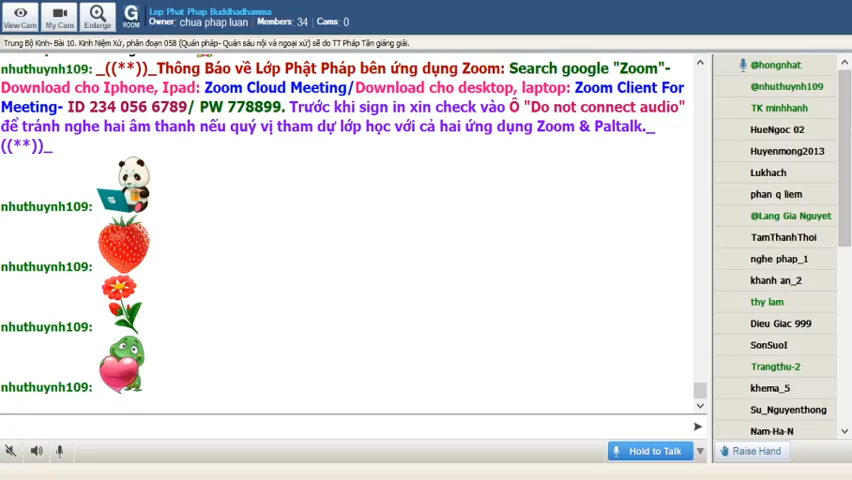 Lop Phat Phap Buddhadhamma
Owner: chua phap luan Members: 34 Cams: 0
View Cam
My Cam
Enlarge
G
ROOM
Trung Bộ Kinh- Bài 10. Kinh Niệm Xứ, phân đoạn 058 (Quán pháp- Quán sáu nội và ngoại xứ) sẽ do TT Pháp Tân giảng giải.
nhuthuynh109: _((**))_Thông Báo về Lớp Phật Pháp bên ứng dụng Zoom: Search google "Zoom"-
Download cho Iphone, Ipad: Zoom Cloud Meeting/Download cho desktop, laptop: Zoom Client For
Meeting- ID 234 056 6789/ PW 778899. Trước khi sign in xin check vào Ô "Do not connect audio"
để tránh nghe hai âm thanh nếu quý vị tham dự lớp học với cả hai ứng dụng Zoom & Paltalk._
((**))_
nhuthuynh109:
nhuthuynh109:
nhuthuynh109:
nhuthuynh109:
@hongnhat
@nhuthuynh109
TK minhhanh
HueNgoc 02
Huyenmong2013
Lukhach
phan q liem
@Lang Gia Nguyet
TamThanhThoi
nghe phap_1
khanh an_2
thy lam
Dieu Giac 999
SonSuoI
Trangthu-2
khema_5
Su_Nguyenthong
Nam-Ha-N
Hold to Talk
Raise Hand